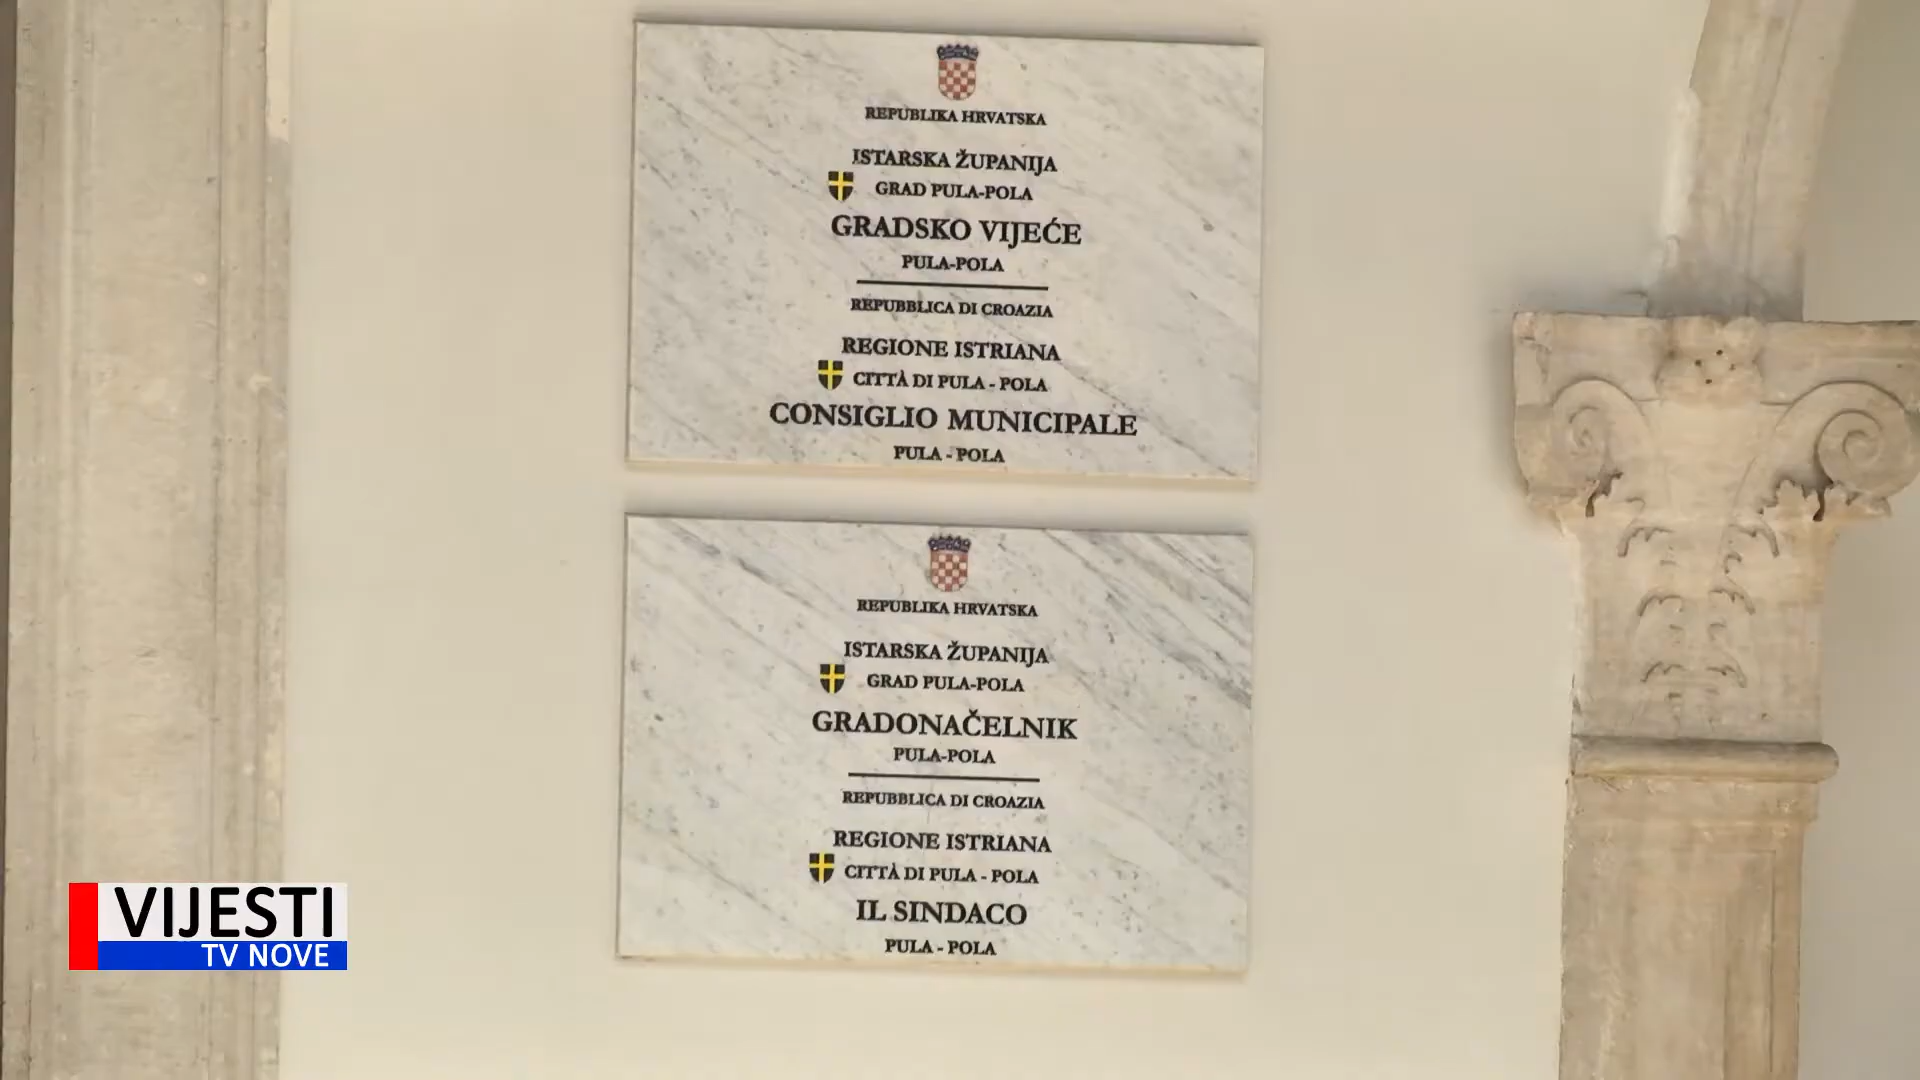 REPUBLIKA HRVATSKA
ISTARSKA ŽUPANIJA
GRAD PULA-POLA
GRADSKO VIJEĆE
PULA-POLA
REPUBBLICA DI CROAZIA
REGIONE ISTRIANA
CITTÀ DI PULA - POLA
CONSIGLIO MUNICIPALE
PULA - POLA
REPUBLIKA HRVATSKA
ISTARSKA ŽUPANIJA
GRAD PULA-POLA
GRADONAČELNIK
PULA-POLA
REPUBBLICA DI CROAZIA
REGIONE ISTRIANA
CITTÀ DI PULA - POLA
IL SINDACO
PULA - POLA
VIJESTI
TV NOVE